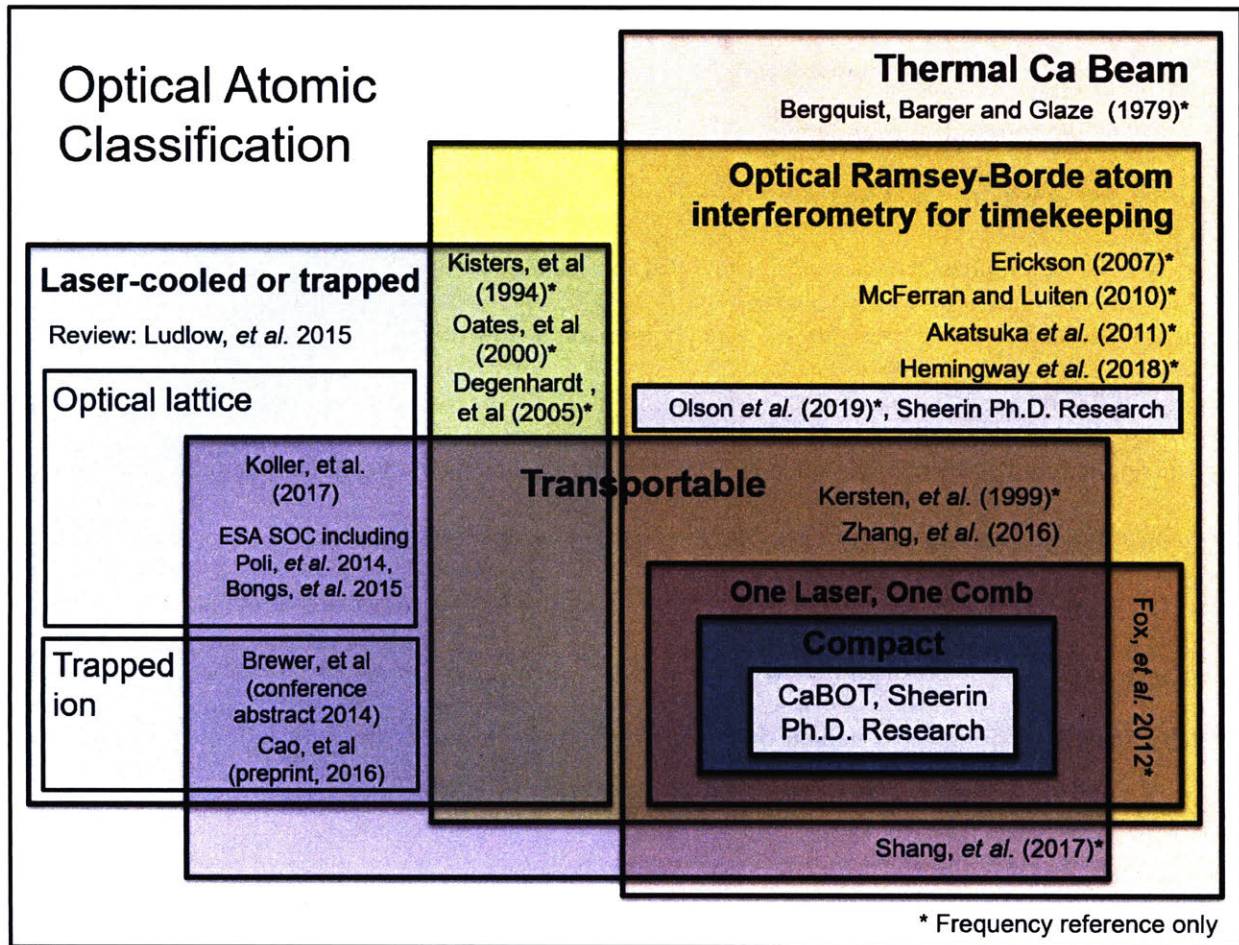 Optical Atomic
Classification
Thermal Ca Beam
Bergquist, Barger and Glaze (1979)*
Optical Ramsey-Borde atom
interferometry for timekeeping
Erickson (2007)*
McFerran and Luiten (2010)*
Akatsuka et al. (2011)*
Hemingway et al. (2018)*
Olson et al. (2019)*, Sheerin Ph.D. Research
Laser-cooled or trapped
Review: Ludlow, et al. 2015
Kisters, et al
(1994)*
Oates, et al
(2000)*
Degenhardt ,
et al (2005)*
Optical lattice
Koller, et al.
(2017)
ESA SOC including
Poli, et al. 2014,
Bongs, et al. 2015
Transportable
Kersten, et al. (1999)*
Zhang, et al. (2016)
One Laser, One Comb
Compact
CaBOT, Sheerin
Ph.D. Research
Fox, et al. 2012*
Trapped
ion
Brewer, et al
(conference
abstract 2014)
Cao, et al
(preprint, 2016)
Shang, et al. (2017)*
* Frequency reference only